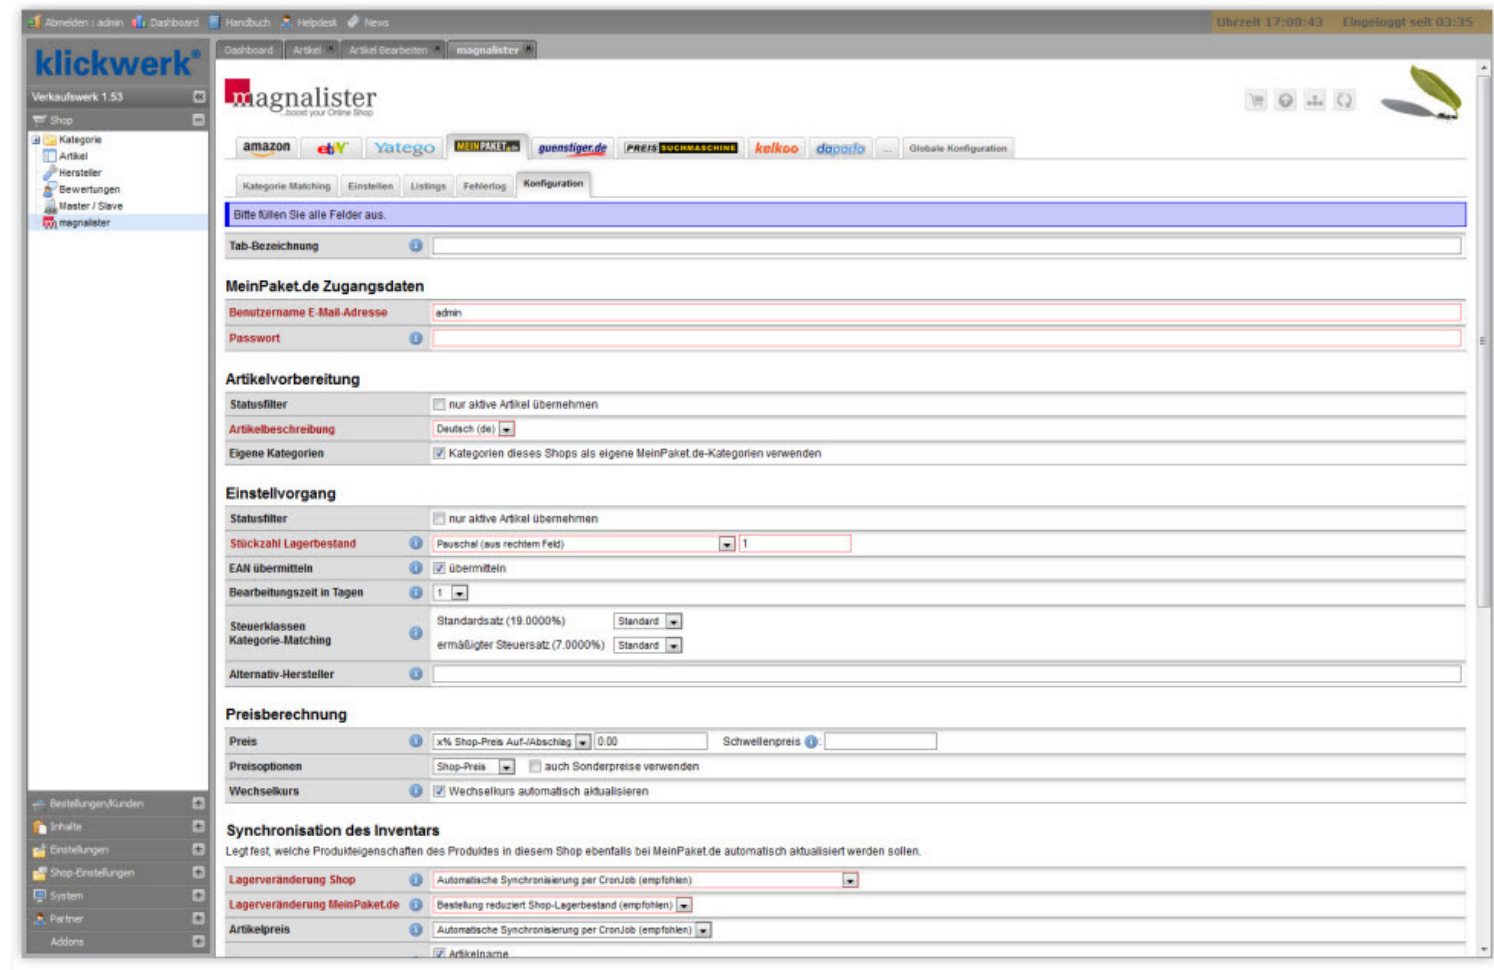 Abmelden : admin Dashboard Handbuch Helpdesk News Uhrzeit 17:08:43 Eingeloggt seit 03:35
klickwerk®
Dashboard Artikel Artikel Bearbeiten magnalister
Verkaufswerk 1.53
Shop
Kategorie
Artikel
Hersteller
Bewertungen
Master / Slave
magnalister
magnalister
...boost your Online Shop
amazon ebY Yatego MEINPAKET.de guenstiger.de PREISSUCHMASCHINE kelkoo daparto ... Globale Konfiguration
Kategorie Matching Einstellen Listings Fehlerlog Konfiguration
Bitte füllen Sie alle Felder aus.
Tab-Bezeichnung
MeinPaket.de Zugangsdaten
Benutzername E-Mail-Adresse admin
Passwort
Artikelvorbereitung
Statusfilter nur aktive Artikel übernehmen
Artikelbeschreibung Deutsch (de)
Eigene Kategorien Kategorien dieses Shops als eigene MeinPaket.de-Kategorien verwenden
Einstellvorgang
Statusfilter nur aktive Artikel übernehmen
Stückzahl Lagerbestand Pauschal (aus rechtem Feld) 1
EAN übermitteln übermitteln
Bearbeitungszeit in Tagen 1
Steuerklassen
Kategorie-Matching
Standardsatz (19.0000%) Standard
ermäßigter Steuersatz (7.0000%) Standard
Alternativ-Hersteller
Preisberechnung
Preis x% Shop-Preis Auf-/Abschlag 0.00 Schwellenpreis :
Preisoptionen Shop-Preis auch Sonderpreise verwenden
Wechselkurs Wechselkurs automatisch aktualisieren
Synchronisation des Inventars
Legt fest, welche Produkteigenschaften des Produktes in diesem Shop ebenfalls bei MeinPaket.de automatisch aktualisiert werden sollen.
Lagerveränderung Shop Automatische Synchronisierung per CronJob (empfohlen)
Lagerveränderung MeinPaket.de Bestellung reduziert Shop-Lagerbestand (empfohlen)
Artikelpreis Automatische Synchronisierung per CronJob (empfohlen)
Artikelname
Bestellungen/Kunden
Inhalte
Einstellungen
Shop-Einstellungen
System
Partner
Addons